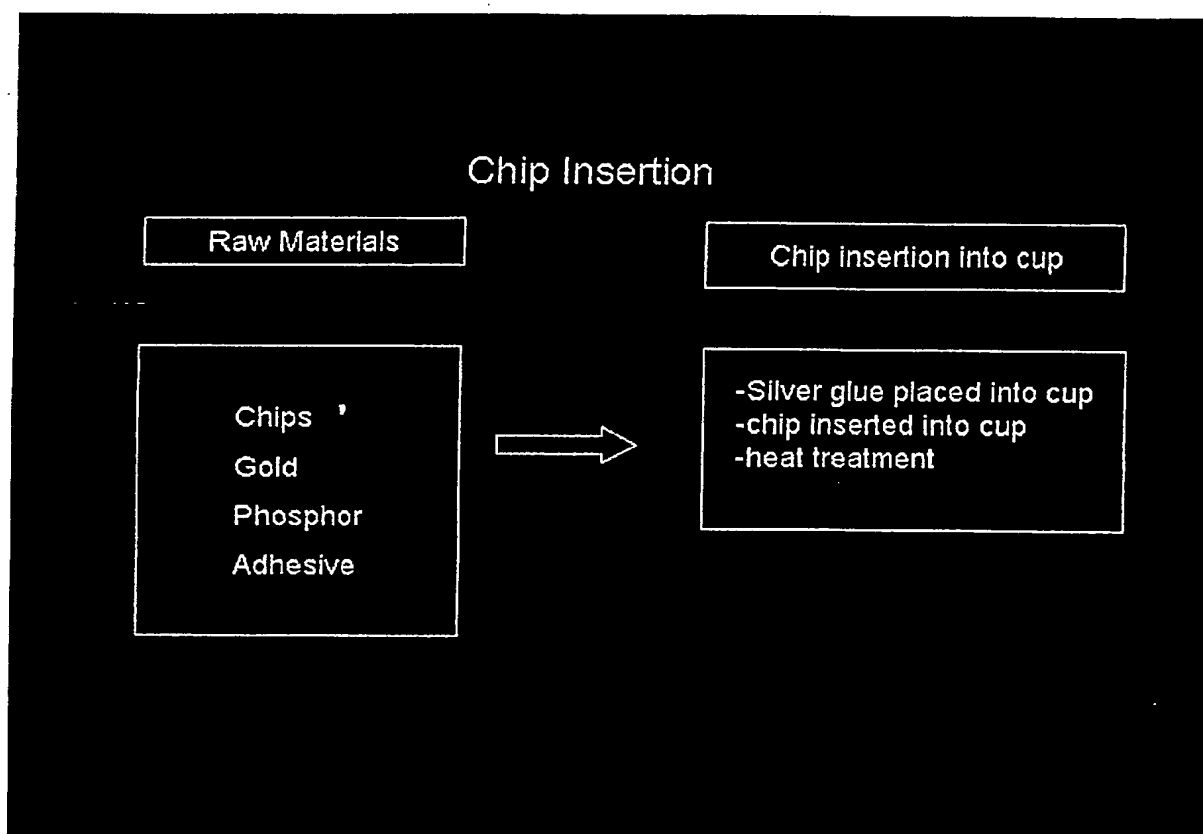 Chip Insertion
Raw Materials
Chip insertion into cup
Chips
Gold
Phosphor
Adhesive
-Silver glue placed into cup
-chip inserted into cup
-heat treatment